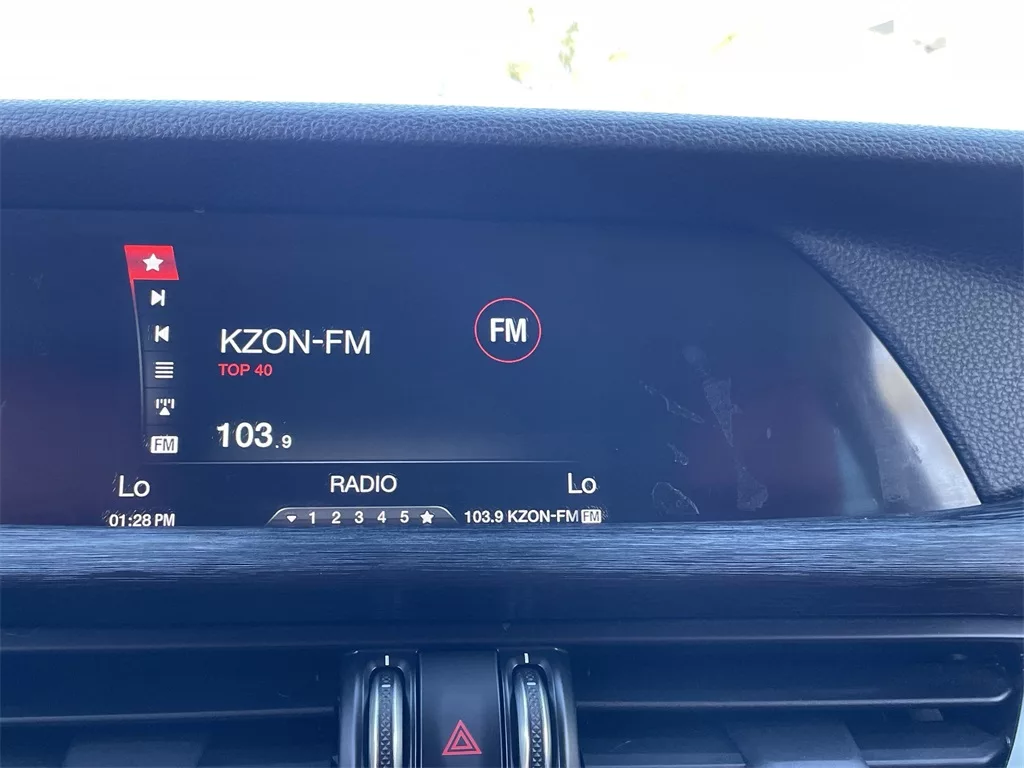 KZON-FM
FM
TOP 40
FM
103.9
Lo
RADIO
Lo
01:28 PM
1 2 3 4 5
103.9 KZON-FM FM